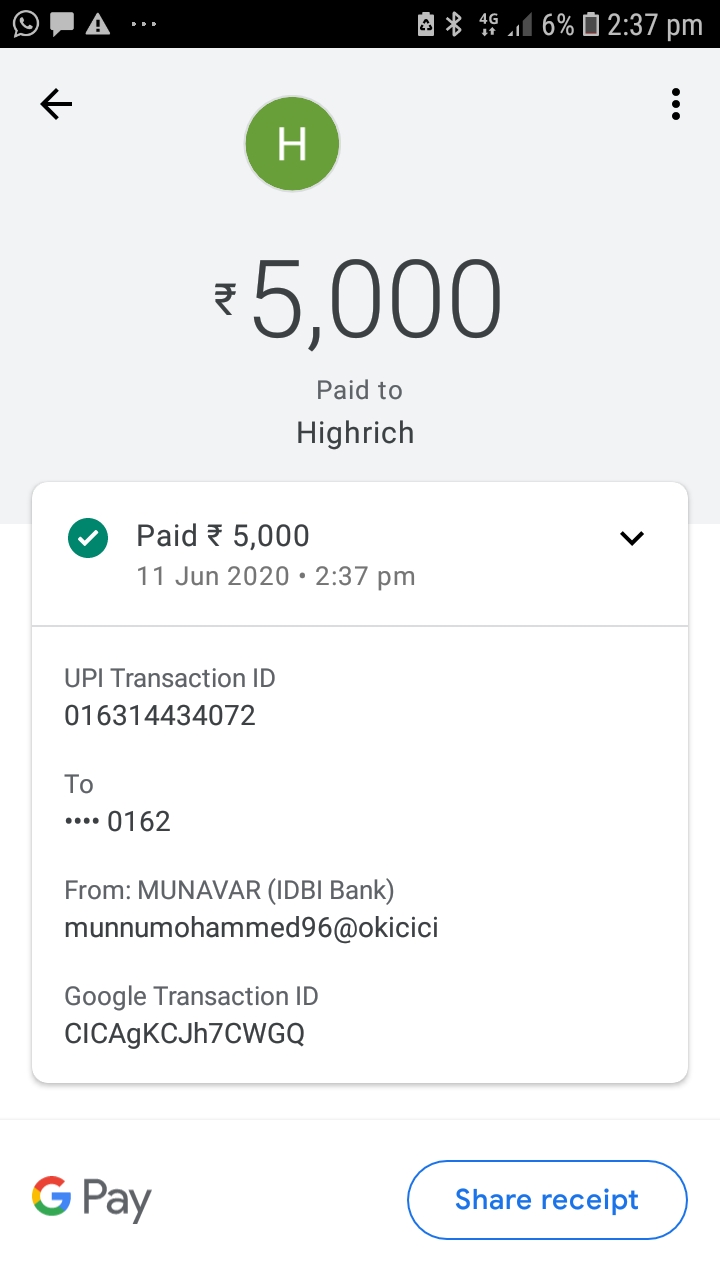 4G 6% 2:37 pm
H
₹5,000
Paid to
Highrich
Paid ₹ 5,000
11 Jun 2020 • 2:37 pm
UPI Transaction ID
016314434072
To
•••• 0162
From: MUNAVAR (IDBI Bank)
munnumohammed96@okicici
Google Transaction ID
CICAgKCJh7CWGQ
G Pay
Share receipt